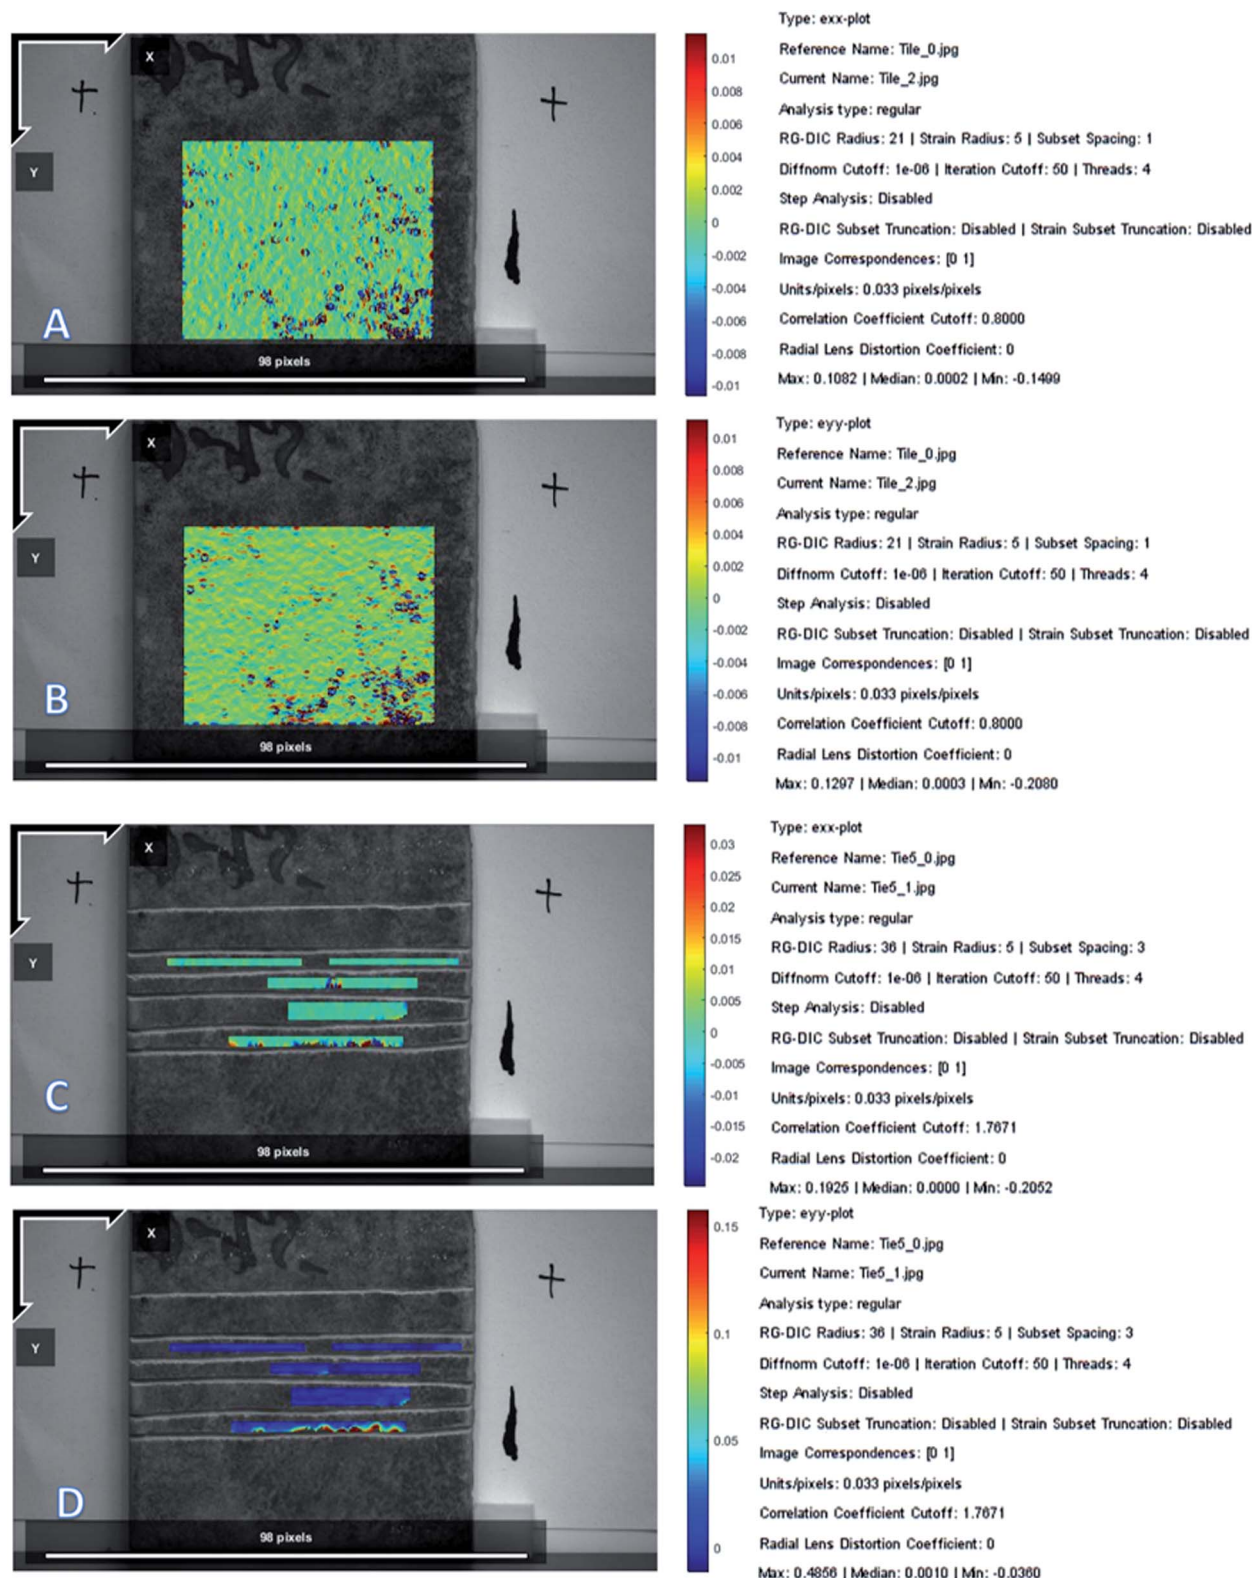 X
Y
A
98 pixels
0.01
0.008
0.006
0.004
0.002
0
-0.002
-0.004
-0.006
-0.008
-0.01
Type: exx-plot
Reference Name: Tile_0.jpg
Current Name: Tile_2.jpg
Analysis type: regular
RG-DIC Radius: 21 | Strain Radius: 5 | Subset Spacing: 1
Diffnorm Cutoff: 1e-06 | Iteration Cutoff: 50 | Threads: 4
Step Analysis: Disabled
RG-DIC Subset Truncation: Disabled | Strain Subset Truncation: Disabled
Image Correspondences: [0 1]
Units/pixels: 0.033 pixels/pixels
Correlation Coefficient Cutoff: 0.8000
Radial Lens Distortion Coefficient: 0
Max: 0.1082 | Median: 0.0002 | Min: -0.1499
X
Y
B
98 pixels
0.01
0.008
0.006
0.004
0.002
0
-0.002
-0.004
-0.006
-0.008
-0.01
Type: eyy-plot
Reference Name: Tile_0.jpg
Current Name: Tile_2.jpg
Analysis type: regular
RG-DIC Radius: 21 | Strain Radius: 5 | Subset Spacing: 1
Diffnorm Cutoff: 1e-06 | Iteration Cutoff: 50 | Threads: 4
Step Analysis: Disabled
RG-DIC Subset Truncation: Disabled | Strain Subset Truncation: Disabled
Image Correspondences: [0 1]
Units/pixels: 0.033 pixels/pixels
Correlation Coefficient Cutoff: 0.8000
Radial Lens Distortion Coefficient: 0
Max: 0.1297 | Median: 0.0003 | Min: -0.2080
X
Y
C
98 pixels
0.03
0.025
0.02
0.015
0.01
0.005
0
-0.005
-0.01
-0.015
-0.02
Type: exx-plot
Reference Name: Tie5_0.jpg
Current Name: Tie5_1.jpg
Analysis type: regular
RG-DIC Radius: 36 | Strain Radius: 5 | Subset Spacing: 3
Diffnorm Cutoff: 1e-06 | Iteration Cutoff: 50 | Threads: 4
Step Analysis: Disabled
RG-DIC Subset Truncation: Disabled | Strain Subset Truncation: Disabled
Image Correspondences: [0 1]
Units/pixels: 0.033 pixels/pixels
Correlation Coefficient Cutoff: 1.7671
Radial Lens Distortion Coefficient: 0
Max: 0.1925 | Median: 0.0000 | Min: -0.2052
X
Y
D
98 pixels
0.15
0.1
0.05
0
Type: eyy-plot
Reference Name: Tie5_0.jpg
Current Name: Tie5_1.jpg
Analysis type: regular
RG-DIC Radius: 36 | Strain Radius: 5 | Subset Spacing: 3
Diffnorm Cutoff: 1e-06 | Iteration Cutoff: 50 | Threads: 4
Step Analysis: Disabled
RG-DIC Subset Truncation: Disabled | Strain Subset Truncation: Disabled
Image Correspondences: [0 1]
Units/pixels: 0.033 pixels/pixels
Correlation Coefficient Cutoff: 1.7671
Radial Lens Distortion Coefficient: 0
Max: 0.4856 | Median: 0.0010 | Min: -0.0360